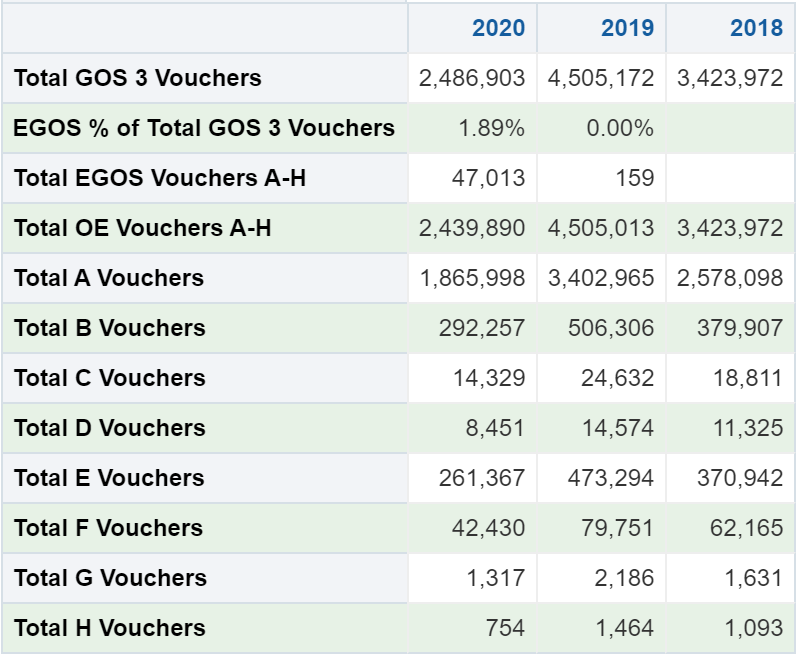 2020 2019 2018
Total GOS 3 Vouchers 2,486,903 4,505,172 3,423,972
EGOS % of Total GOS 3 Vouchers 1.89% 0.00%
Total EGOS Vouchers A-H 47,013 159
Total OE Vouchers A-H 2,439,890 4,505,013 3,423,972
Total A Vouchers 1,865,998 3,402,965 2,578,098
Total B Vouchers 292,257 506,306 379,907
Total C Vouchers 14,329 24,632 18,811
Total D Vouchers 8,451 14,574 11,325
Total E Vouchers 261,367 473,294 370,942
Total F Vouchers 42,430 79,751 62,165
Total G Vouchers 1,317 2,186 1,631
Total H Vouchers 754 1,464 1,093